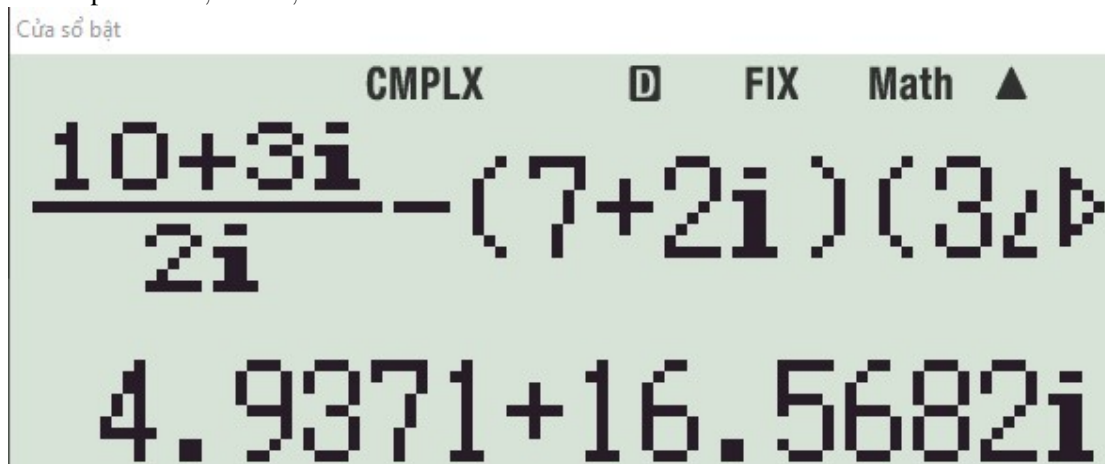 Cửa sổ bật
CMPLX D FIX Math ▲
10+3i
2i
-(7+2i)(3∠
4.9371+16.5682i